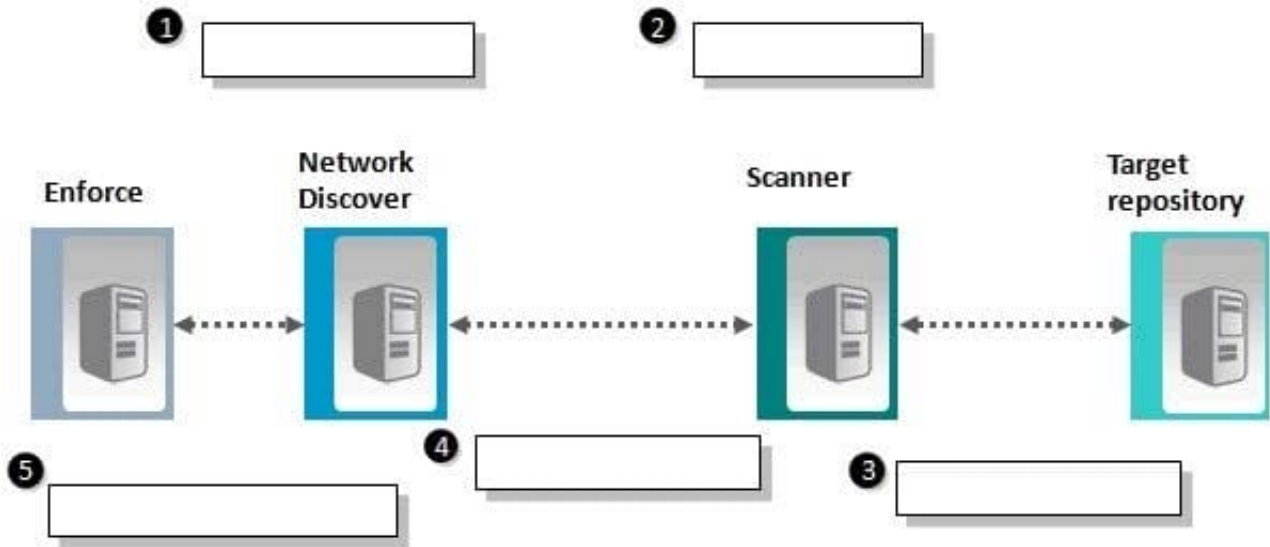 1
2
Enforce
Network
Discover
Scanner
Target
repository
5
4
3